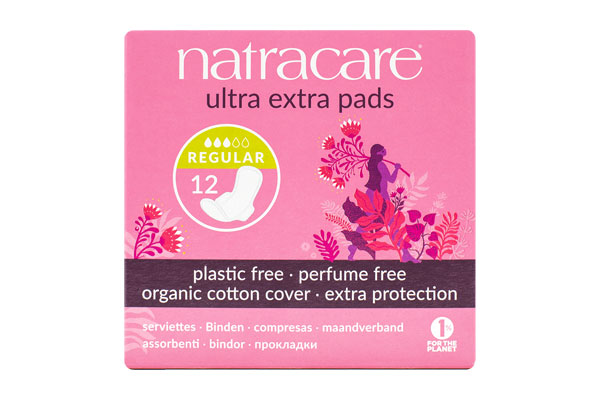 natracare®
ultra extra pads
REGULAR
12
plastic free · perfume free
organic cotton cover · extra protection
serviettes · Binden · compresas · maandverband
assorbenti · bindor · прокладки
1%
FOR THE
PLANET